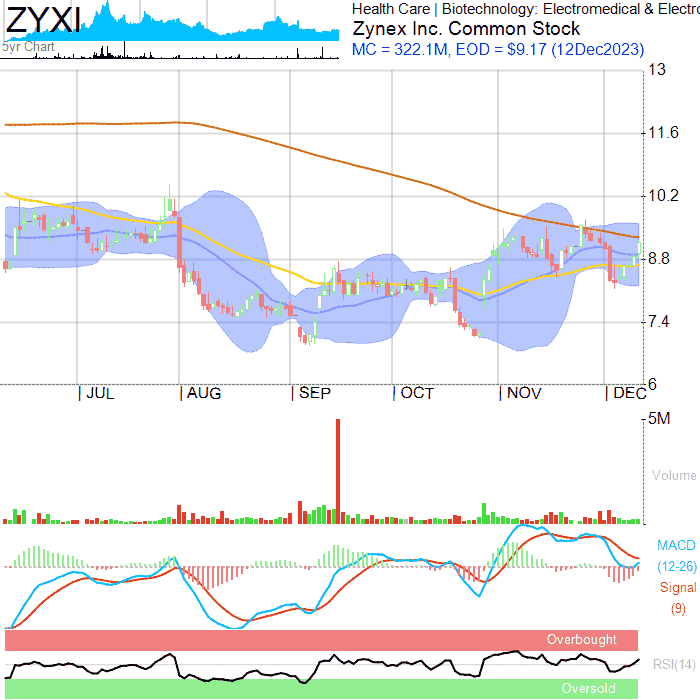 ZYXI
5yr Chart
Health Care | Biotechnology: Electromedical & Electro
Zynex Inc. Common Stock
MC = 322.1M, EOD = $9.17 (12Dec2023)
13
11.6
10.2
8.8
7.4
6
JUL AUG SEP OCT NOV DEC
5M
Volume
MACD
(12-26)
Signal
(9)
Overbought
RSI(14)
Oversold